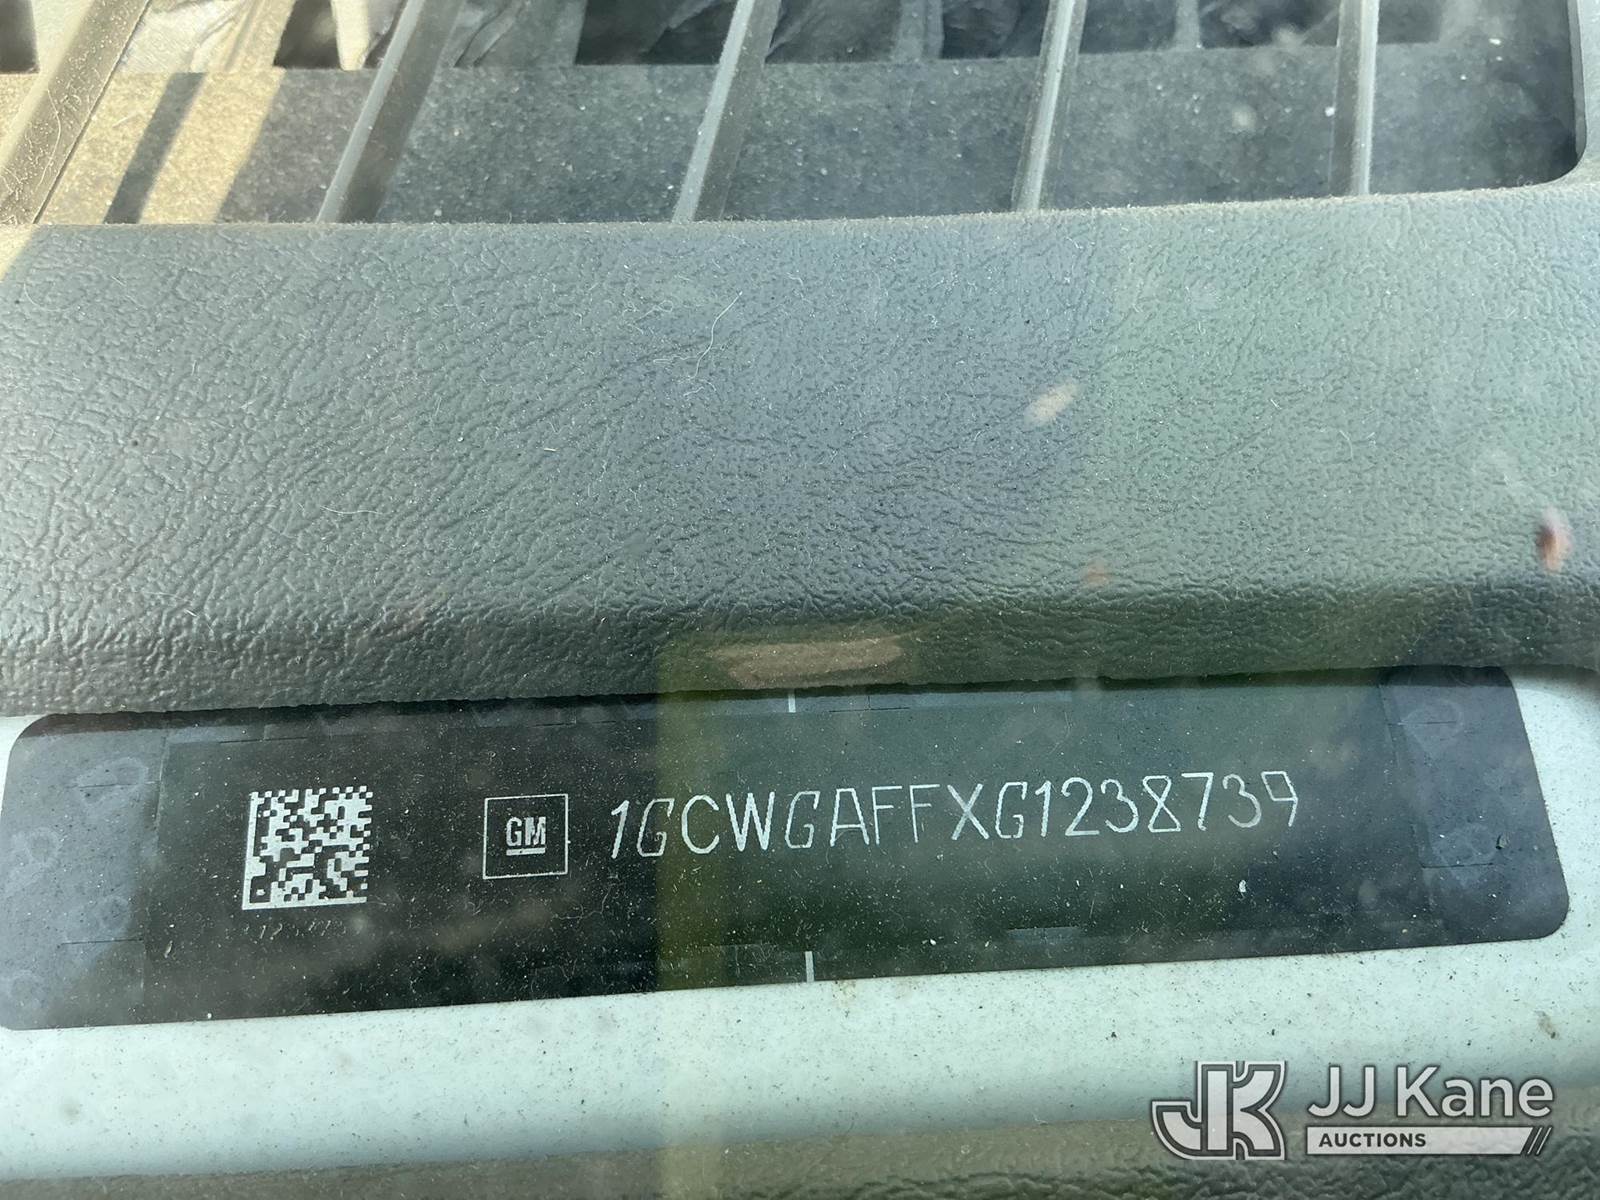 GM 1GCWGAFFXG1238739
JJ Kane
AUCTIONS